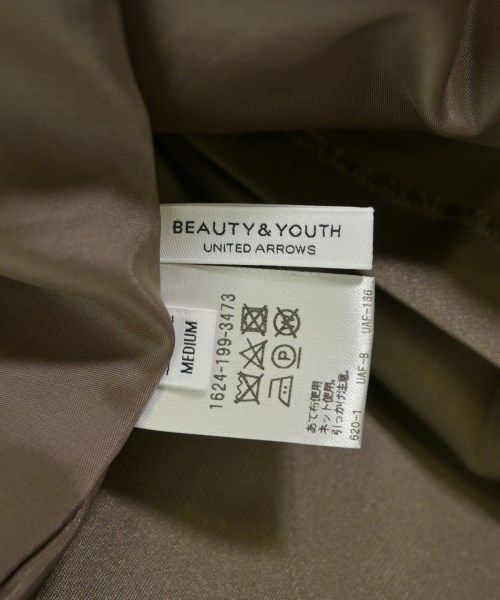 BEAUTY & YOUTH
UNITED ARROWS
MEDIUM
1624-199-3473
あて布使用
ネット使用。
引っかけ注意。
620-1 UAF-8 UAF-136